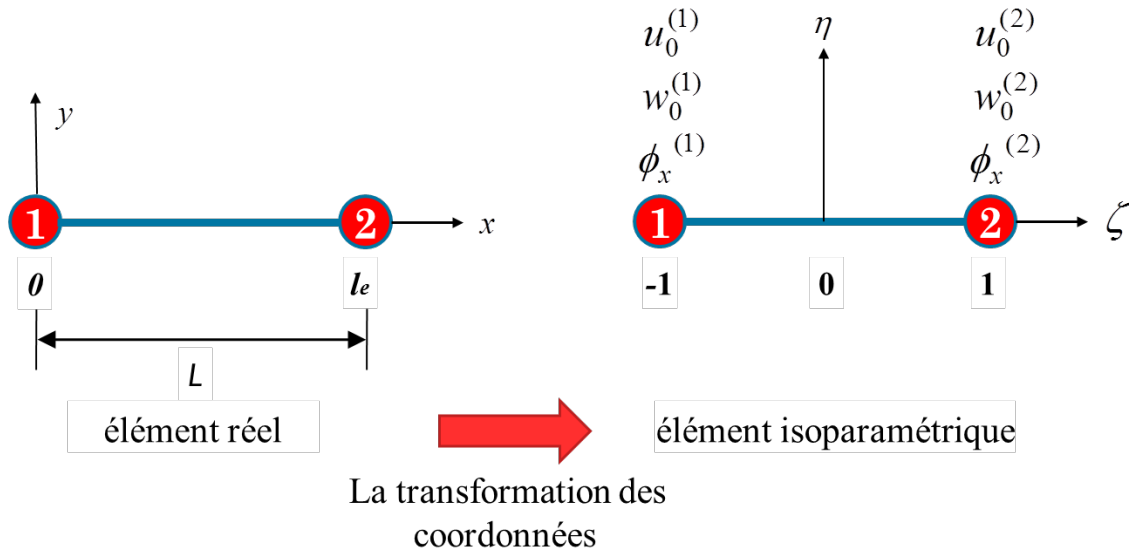 y
1
2
x
0
lₑ
L
élément réel
u₀⁽¹⁾
w₀⁽¹⁾
ϕₓ⁽¹⁾
η
u₀⁽²⁾
w₀⁽²⁾
ϕₓ⁽²⁾
1
2
ζ
-1
0
1
élément isoparamétrique
La transformation des
coordonnées